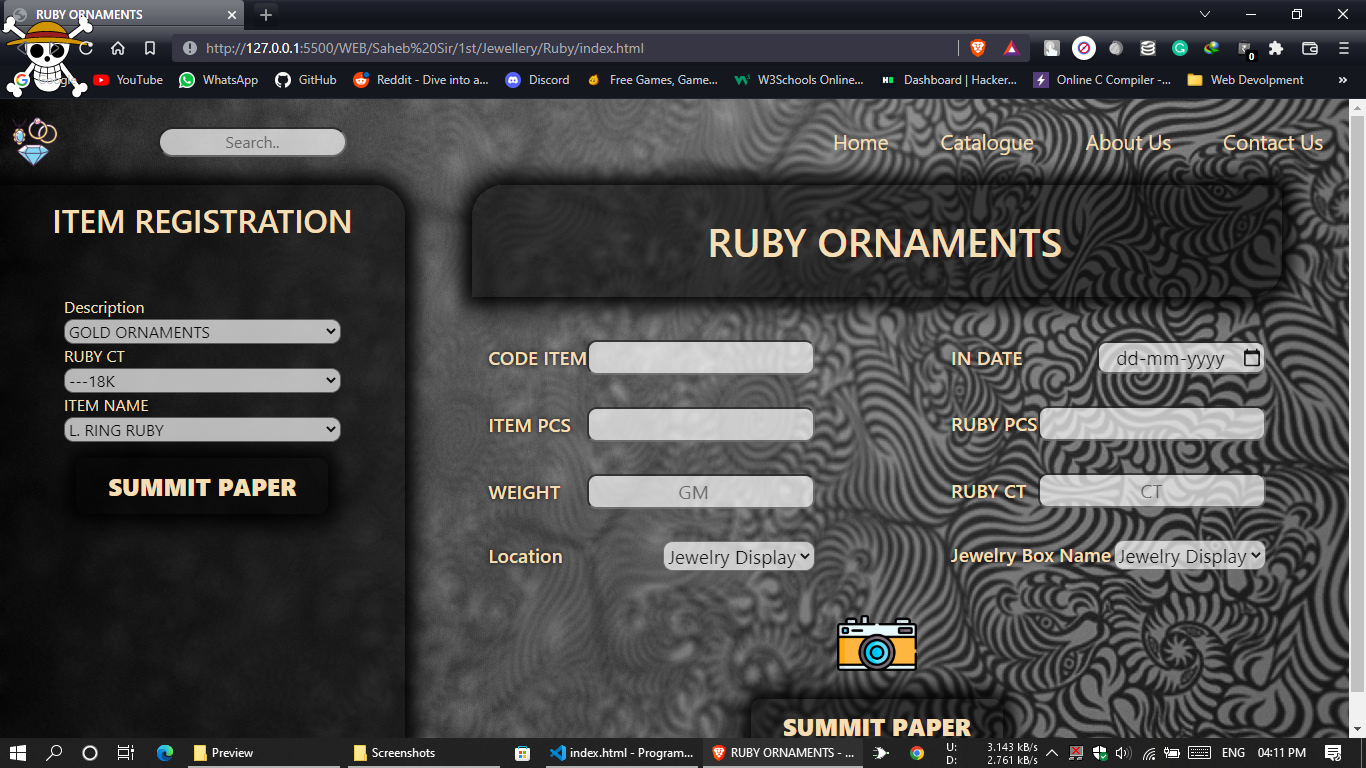 RUBY ORNAMENTS
http://127.0.0.1:5500/WEB/Saheb%20Sir/1st/Jewellery/Ruby/index.html
0
YouTube WhatsApp GitHub Reddit - Dive into a... Discord Free Games, Game... W3Schools Online... Dashboard | Hacker... Online C Compiler -... Web Devolpment »
Search..
Home Catalogue About Us Contact Us
ITEM REGISTRATION
Description
GOLD ORNAMENTS
RUBY CT
---18K
ITEM NAME
L. RING RUBY
SUMMIT PAPER
RUBY ORNAMENTS
CODE ITEM
IN DATE dd-mm-yyyy
ITEM PCS
RUBY PCS
WEIGHT GM
RUBY CT CT
Location Jewelry Display
Jewelry Box Name Jewelry Display
SUMMIT PAPER
Preview Screenshots index.html - Program... RUBY ORNAMENTS - ...
U: 3.143 kB/s
D: 2.761 kB/s
ENG 04:11 PM